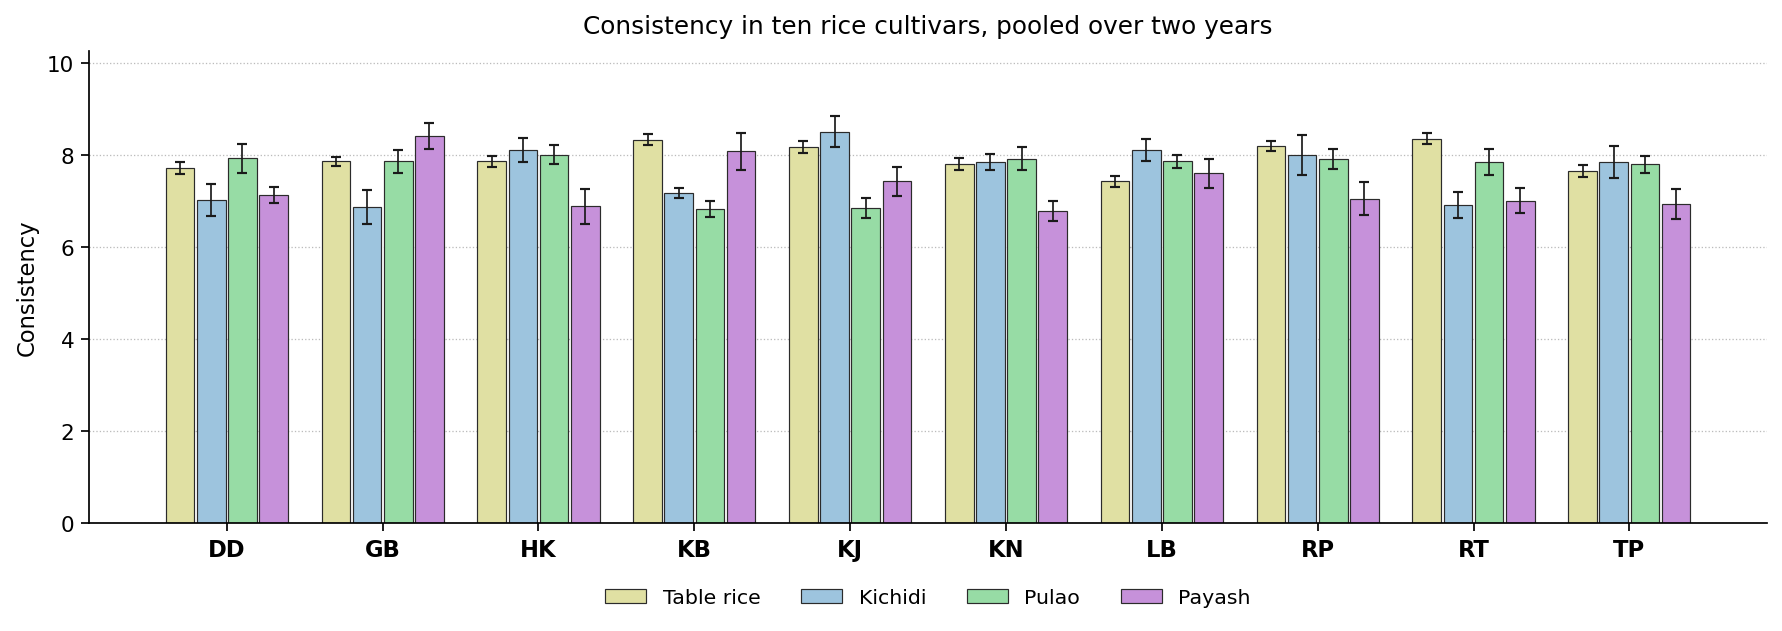 Consistency in ten rice cultivars, pooled over two years
10
8
6
4
2
0
Consistency
DD GB HK KB KJ KN LB RP RT TP
Table rice Kichidi Pulao Payash